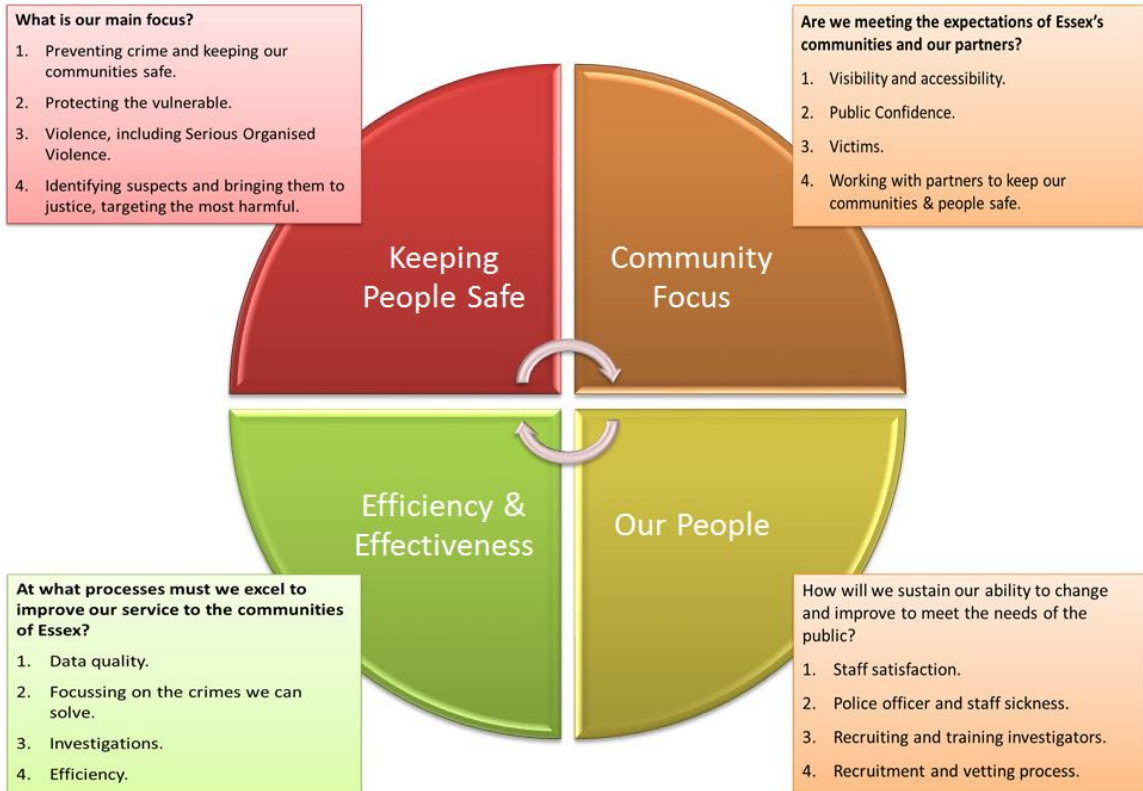 What is our main focus?
1. Preventing crime and keeping our
communities safe.
2. Protecting the vulnerable.
3. Violence, including Serious Organised
Violence.
4. Identifying suspects and bringing them to
justice, targeting the most harmful.
Are we meeting the expectations of Essex's
communities and our partners?
1. Visibility and accessibility.
2. Public Confidence.
3. Victims.
4. Working with partners to keep our
communities & people safe.
Keeping
People Safe
Community
Focus
Efficiency &
Effectiveness
Our People
At what processes must we excel to
improve our service to the communities
of Essex?
1. Data quality.
2. Focussing on the crimes we can
solve.
3. Investigations.
4. Efficiency.
How will we sustain our ability to change
and improve to meet the needs of the
public?
1. Staff satisfaction.
2. Police officer and staff sickness.
3. Recruiting and training investigators.
4. Recruitment and vetting process.